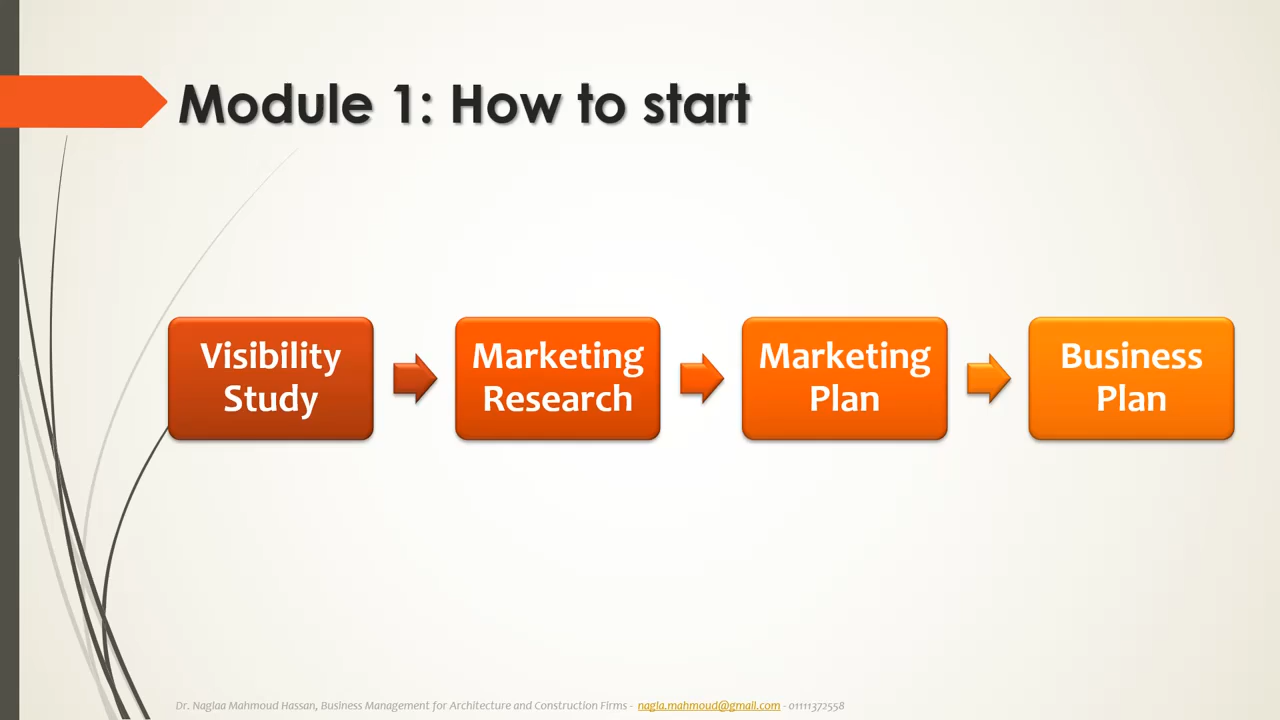 Module 1: How to start
Visibility
Study
Marketing
Research
Marketing
Plan
Business
Plan
Dr. Naglaa Mahmoud Hassan, Business Management for Architecture and Construction Firms - nagla.mahmoud@gmail.com - 01111372558